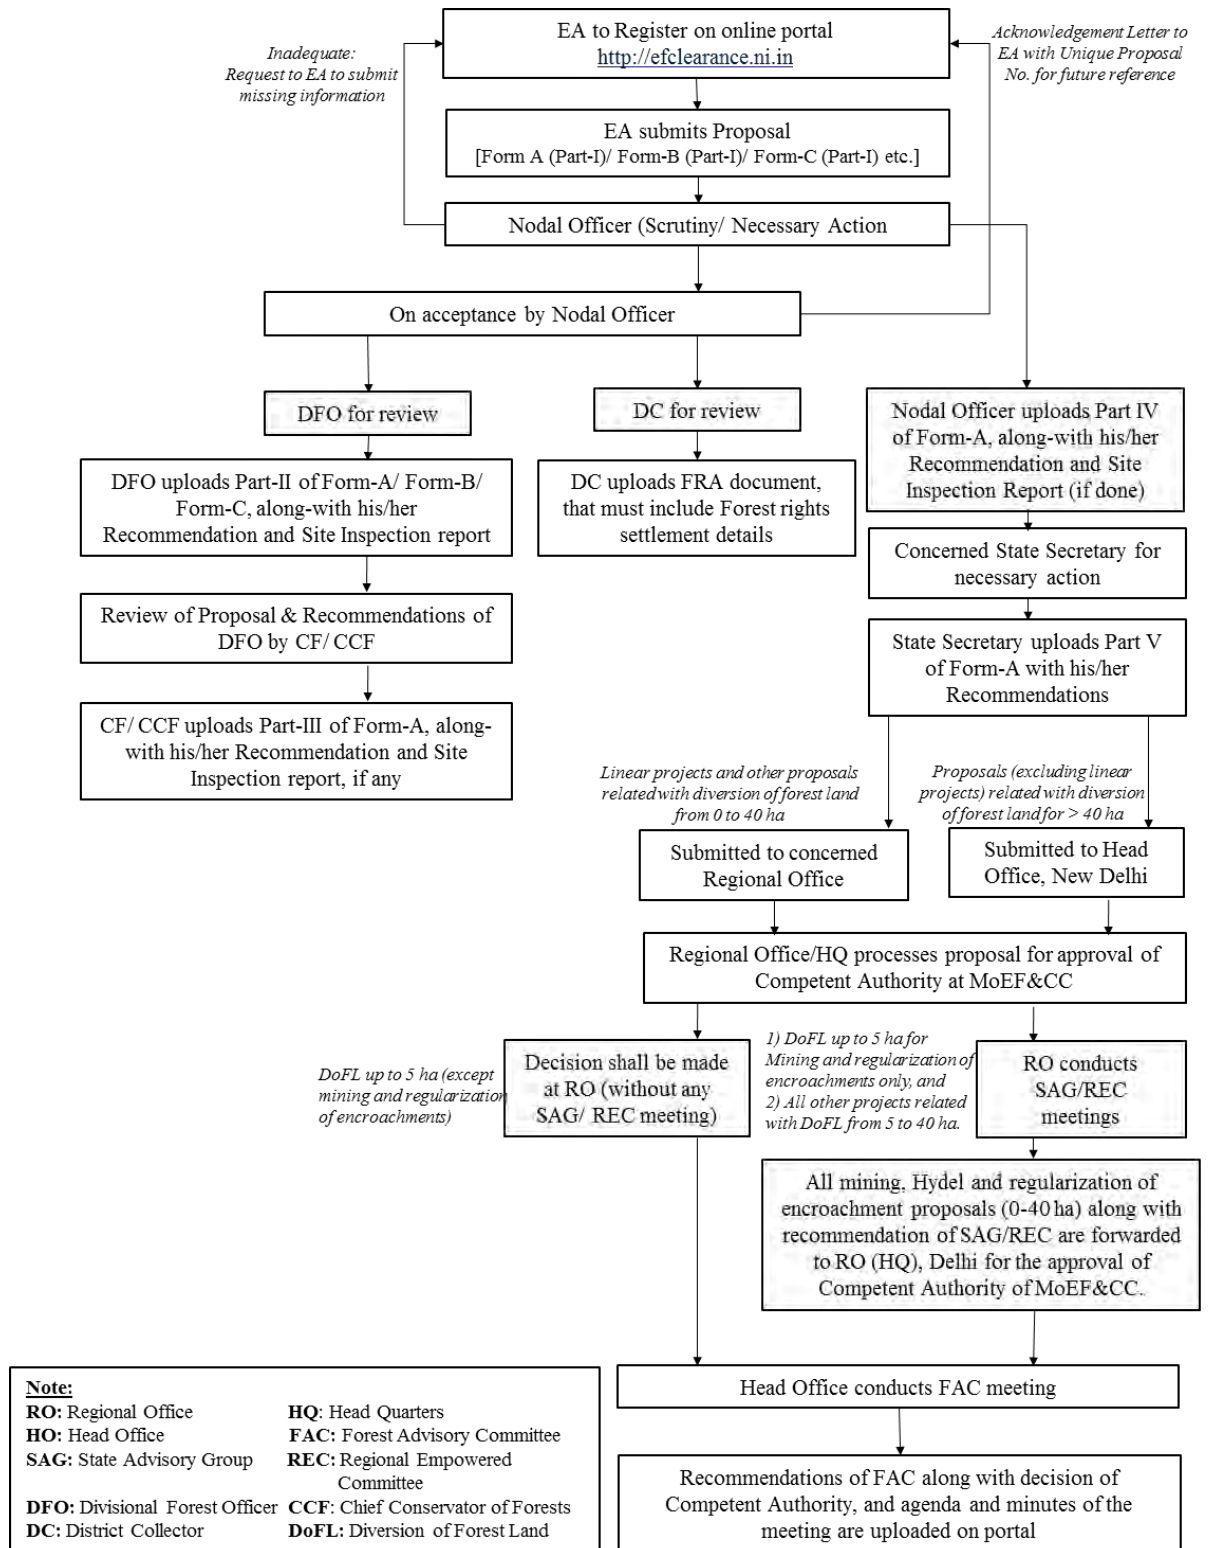 EA to Register on online portal
http://efclearance.ni.in
Inadequate:
Request to EA to submit
missing information
Acknowledgement Letter to
EA with Unique Proposal
No. for future reference
EA submits Proposal
[Form A (Part-I)/ Form-B (Part-I)/ Form-C (Part-I) etc.]
Nodal Officer (Scrutiny/ Necessary Action
On acceptance by Nodal Officer
DFO for review
DC for review
Nodal Officer uploads Part IV
of Form-A, along-with his/her
Recommendation and Site
Inspection Report (if done)
DFO uploads Part-II of Form-A/ Form-B/
Form-C, along-with his/her
Recommendation and Site Inspection report
DC uploads FRA document,
that must include Forest rights
settlement details
Concerned State Secretary for
necessary action
Review of Proposal & Recommendations of
DFO by CF/ CCF
State Secretary uploads Part V
of Form-A with his/her
Recommendations
CF/ CCF uploads Part-III of Form-A, along-
with his/her Recommendation and Site
Inspection report, if any
Linear projects and other proposals
related with diversion of forest land
from 0 to 40 ha
Proposals (excluding linear
projects) related with diversion
of forest land for > 40 ha
Submitted to concerned
Regional Office
Submitted to Head
Office, New Delhi
Regional Office/HQ processes proposal for approval of
Competent Authority at MoEF&CC
DoFL up to 5 ha (except
mining and regularization
of encroachments)
Decision shall be made
at RO (without any
SAG/ REC meeting)
1) DoFL up to 5 ha for
Mining and regularization of
encroachments only, and
2) All other projects related
with DoFL from 5 to 40 ha.
RO conducts
SAG/REC
meetings
All mining, Hydel and regularization of
encroachment proposals (0-40 ha) along with
recommendation of SAG/REC are forwarded
to RO (HQ), Delhi for the approval of
Competent Authority of MoEF&CC.
Head Office conducts FAC meeting
Recommendations of FAC along with decision of
Competent Authority, and agenda and minutes of the
meeting are uploaded on portal
Note:
RO: Regional Office HQ: Head Quarters
HO: Head Office FAC: Forest Advisory Committee
SAG: State Advisory Group REC: Regional Empowered
Committee
DFO: Divisional Forest Officer CCF: Chief Conservator of Forests
DC: District Collector DoFL: Diversion of Forest Land